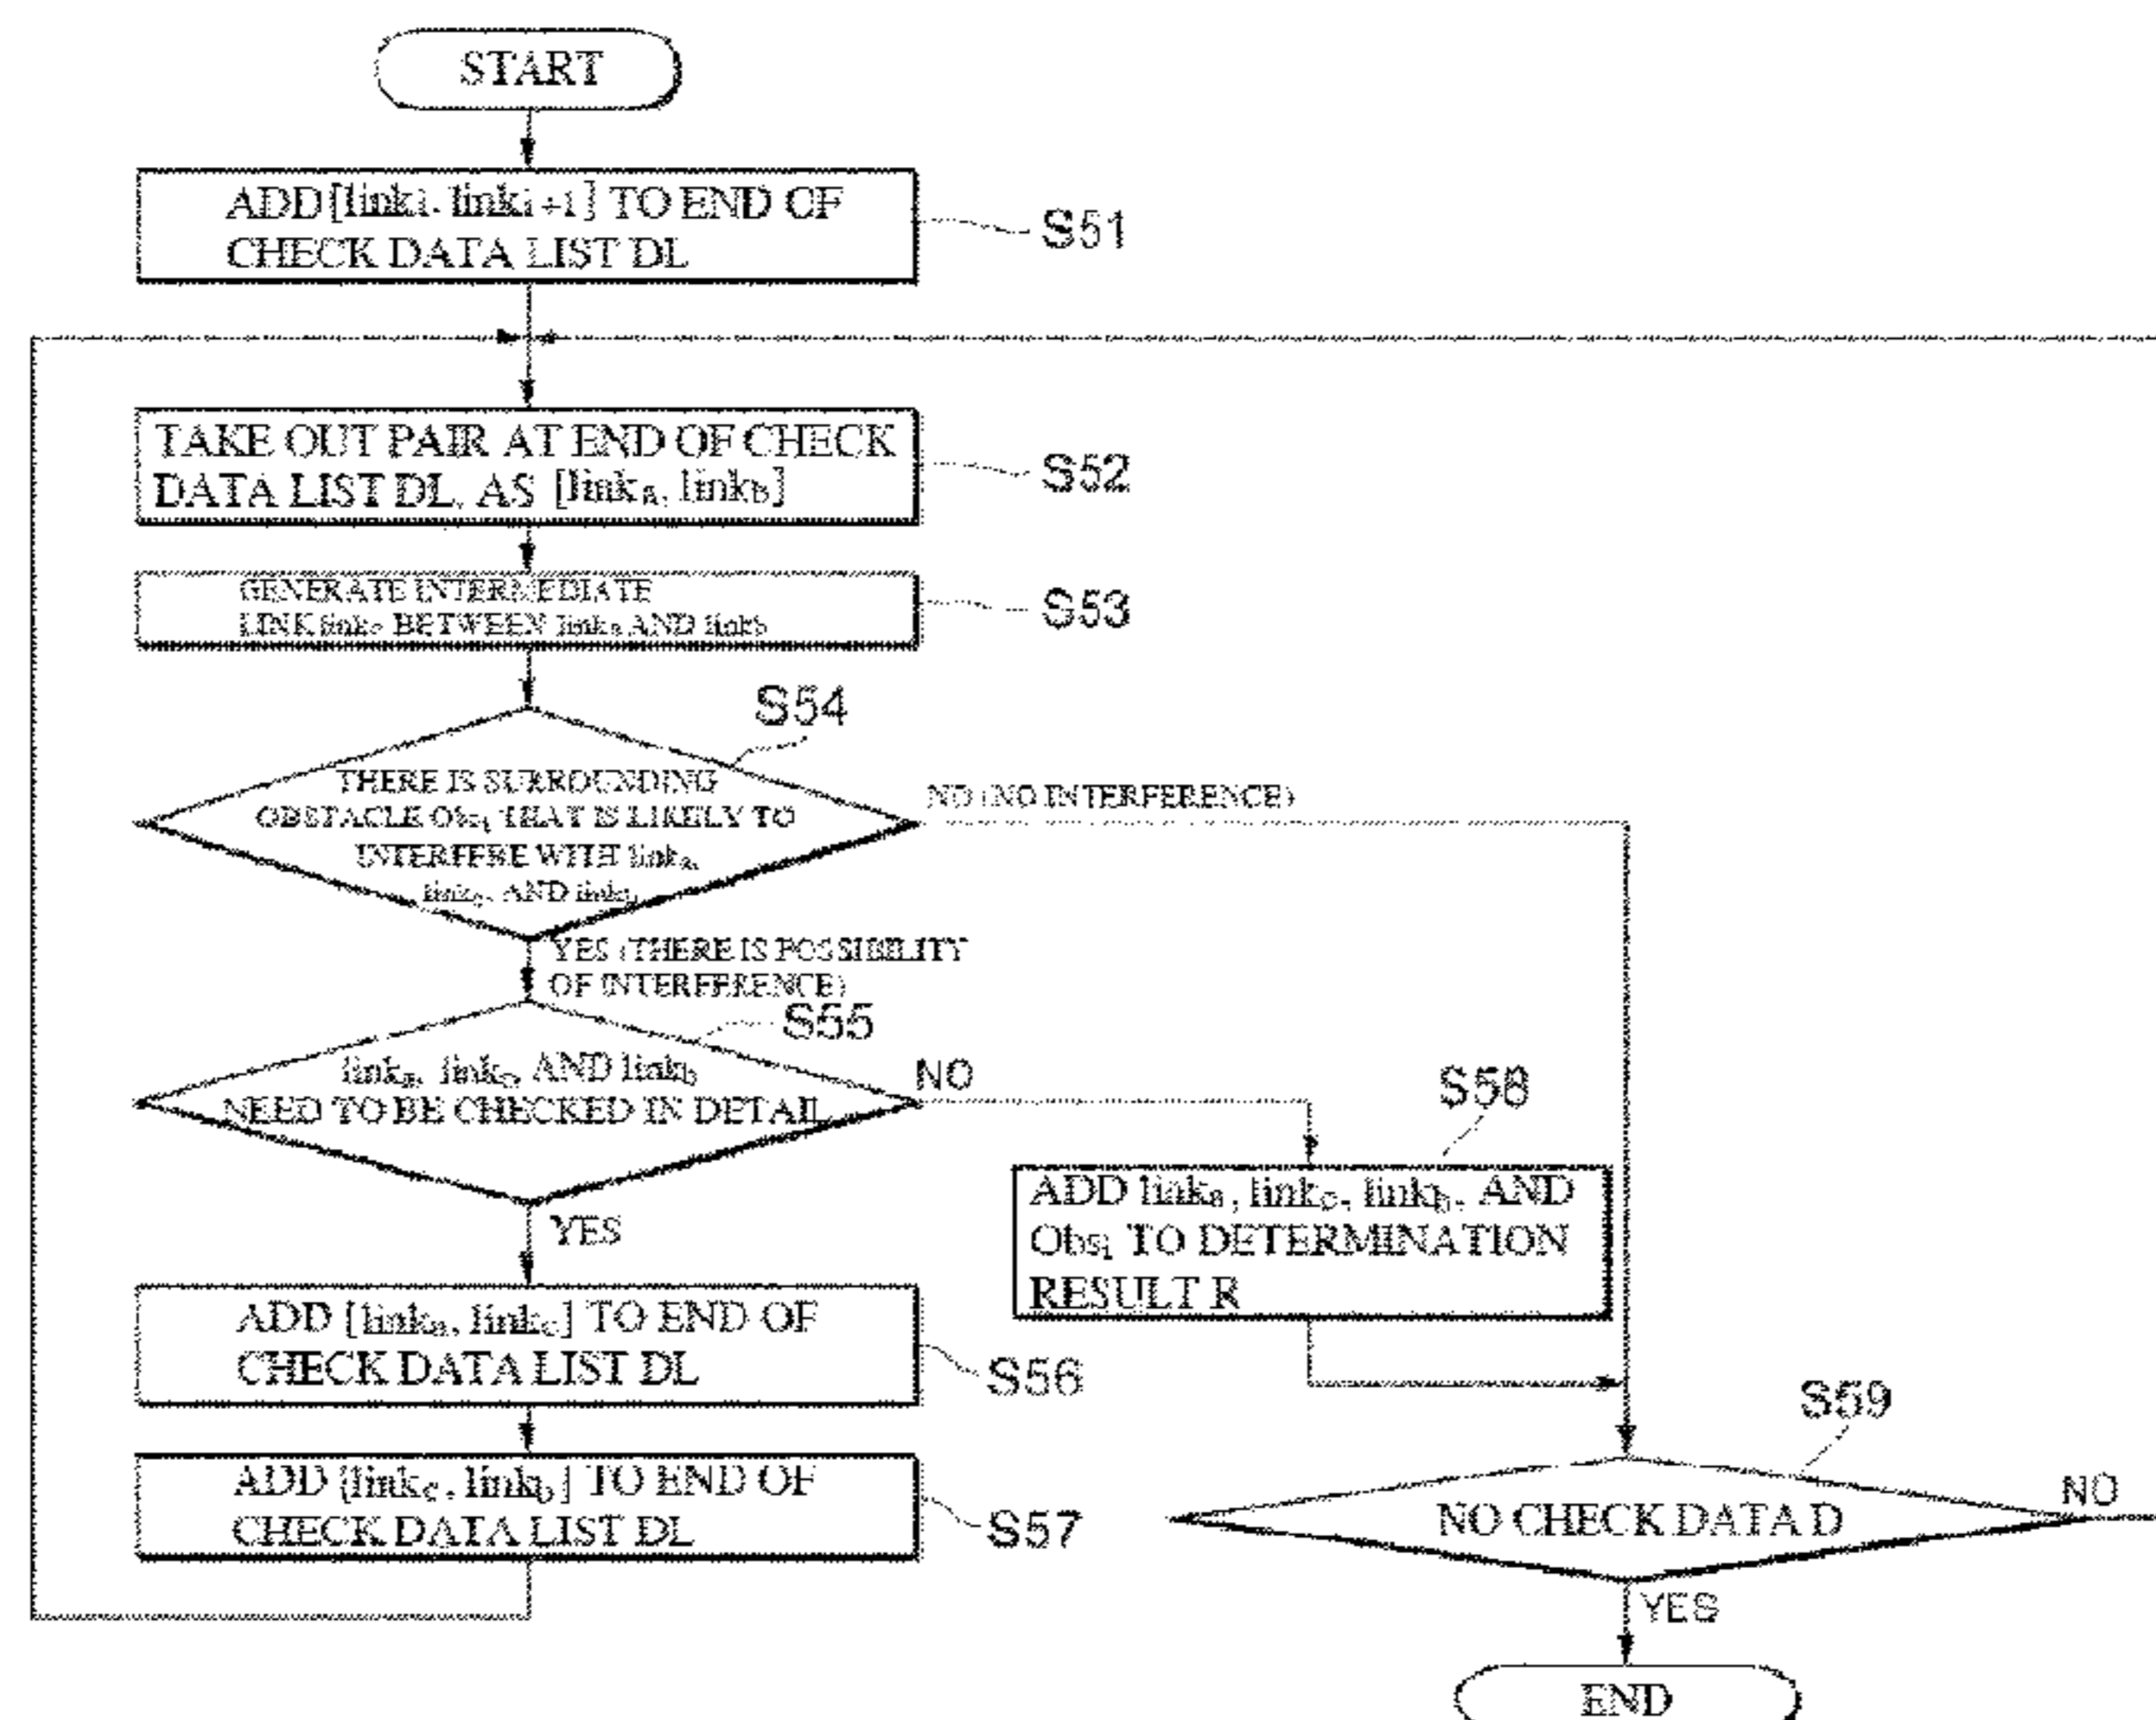 START
ADD [linki, linki+1] TO END OF
CHECK DATA LIST DL
S51
TAKE OUT PAIR AT END OF CHECK
DATA LIST DL, AS [linka, linkb]
S52
GENERATE INTERMEDIATE
LINK linkc BETWEEN linka AND linkb
S53
S54
THERE IS SURROUNDING
OBSTACLE Obsi THAT IS LIKELY TO
INTERFERE WITH linka,
linkc, AND linkb
NO (NO INTERFERENCE)
YES (THERE IS POSSIBILITY
OF INTERFERENCE)
S55
linka, linkc, AND linkb
NEED TO BE CHECKED IN DETAIL
NO
YES
S58
ADD linka, linkc, linkb, AND
Obsi TO DETERMINATION
RESULT R
ADD [linka, linkc] TO END OF
CHECK DATA LIST DL
S56
ADD [linkc, linkb] TO END OF
CHECK DATA LIST DL
S57
S59
NO CHECK DATA D
NO
YES
END